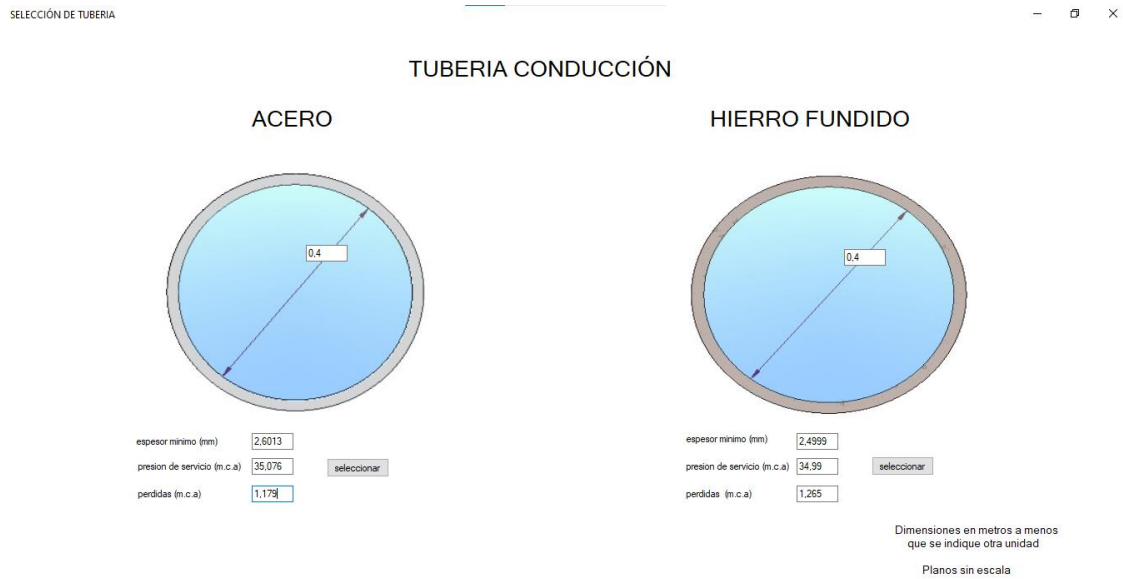 SELECCIÓN DE TUBERIA
TUBERIA CONDUCCIÓN
ACERO
0,4
espesor minimo (mm) 2,6013
presion de servicio (m.c.a) 35,076 seleccionar
perdidas (m.c.a) 1,179
HIERRO FUNDIDO
0,4
espesor minimo (mm) 2,4999
presion de servicio (m.c.a) 34,99 seleccionar
perdidas (m.c.a) 1,265
Dimensiones en metros a menos
que se indique otra unidad
Planos sin escala